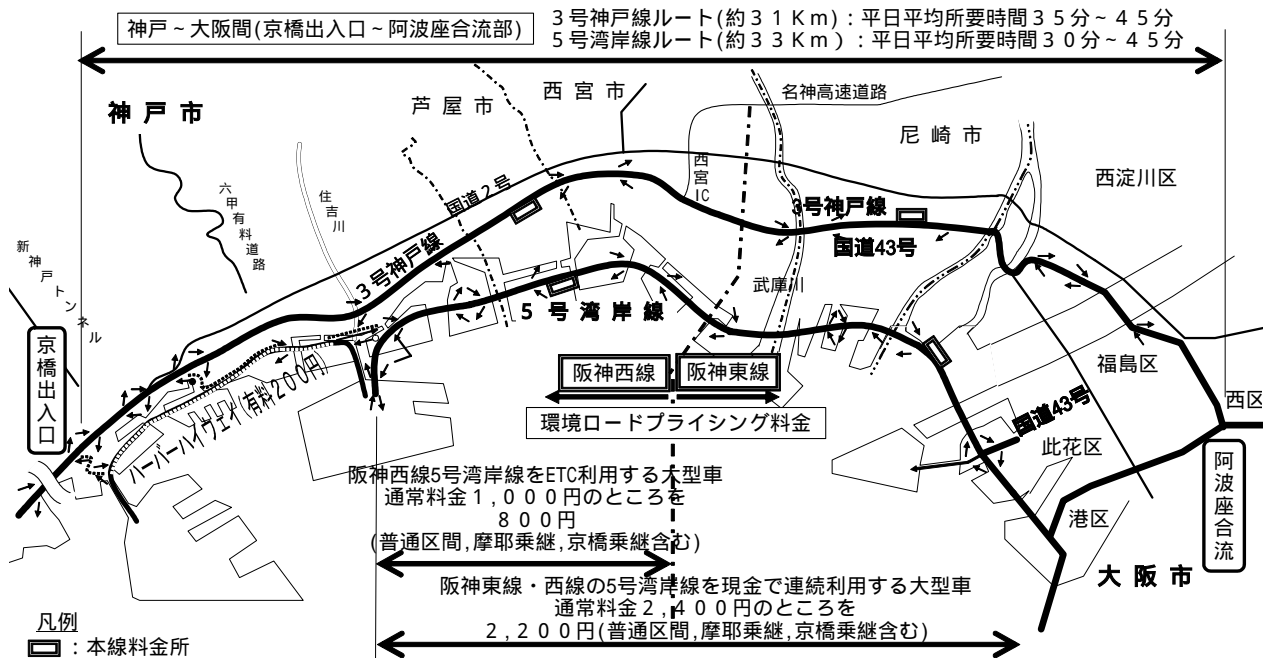 神戸～大阪間(京橋出入口～阿波座合流部)
３号神戸線ルート(約３１Ｋｍ)：平日平均所要時間３５分～４５分
５号湾岸線ルート(約３３Ｋｍ)：平日平均所要時間３０分～４５分
神戸市
芦屋市
西宮市
名神高速道路
尼崎市
西淀川区
六甲有料道路
住吉川
国道２号
西宮IC
３号神戸線
国道43号
新神戸トンネル
３号神戸線
５号湾岸線
武庫川
京橋出入口
ハーバーハイウェイ 有料２００円
阪神西線
阪神東線
環境ロードプライシング料金
福島区
西区
国道43号
此花区
港区
阿波座合流
大阪市
阪神西線5号湾岸線をETC利用する大型車
通常料金１,０００円のところを
８００円
(普通区間,摩耶乗継,京橋乗継含む)
阪神東線・西線の5号湾岸線を現金で連続利用する大型車
通常料金２,４００円のところを
２,２００円(普通区間,摩耶乗継,京橋乗継含む)
凡例
：本線料金所